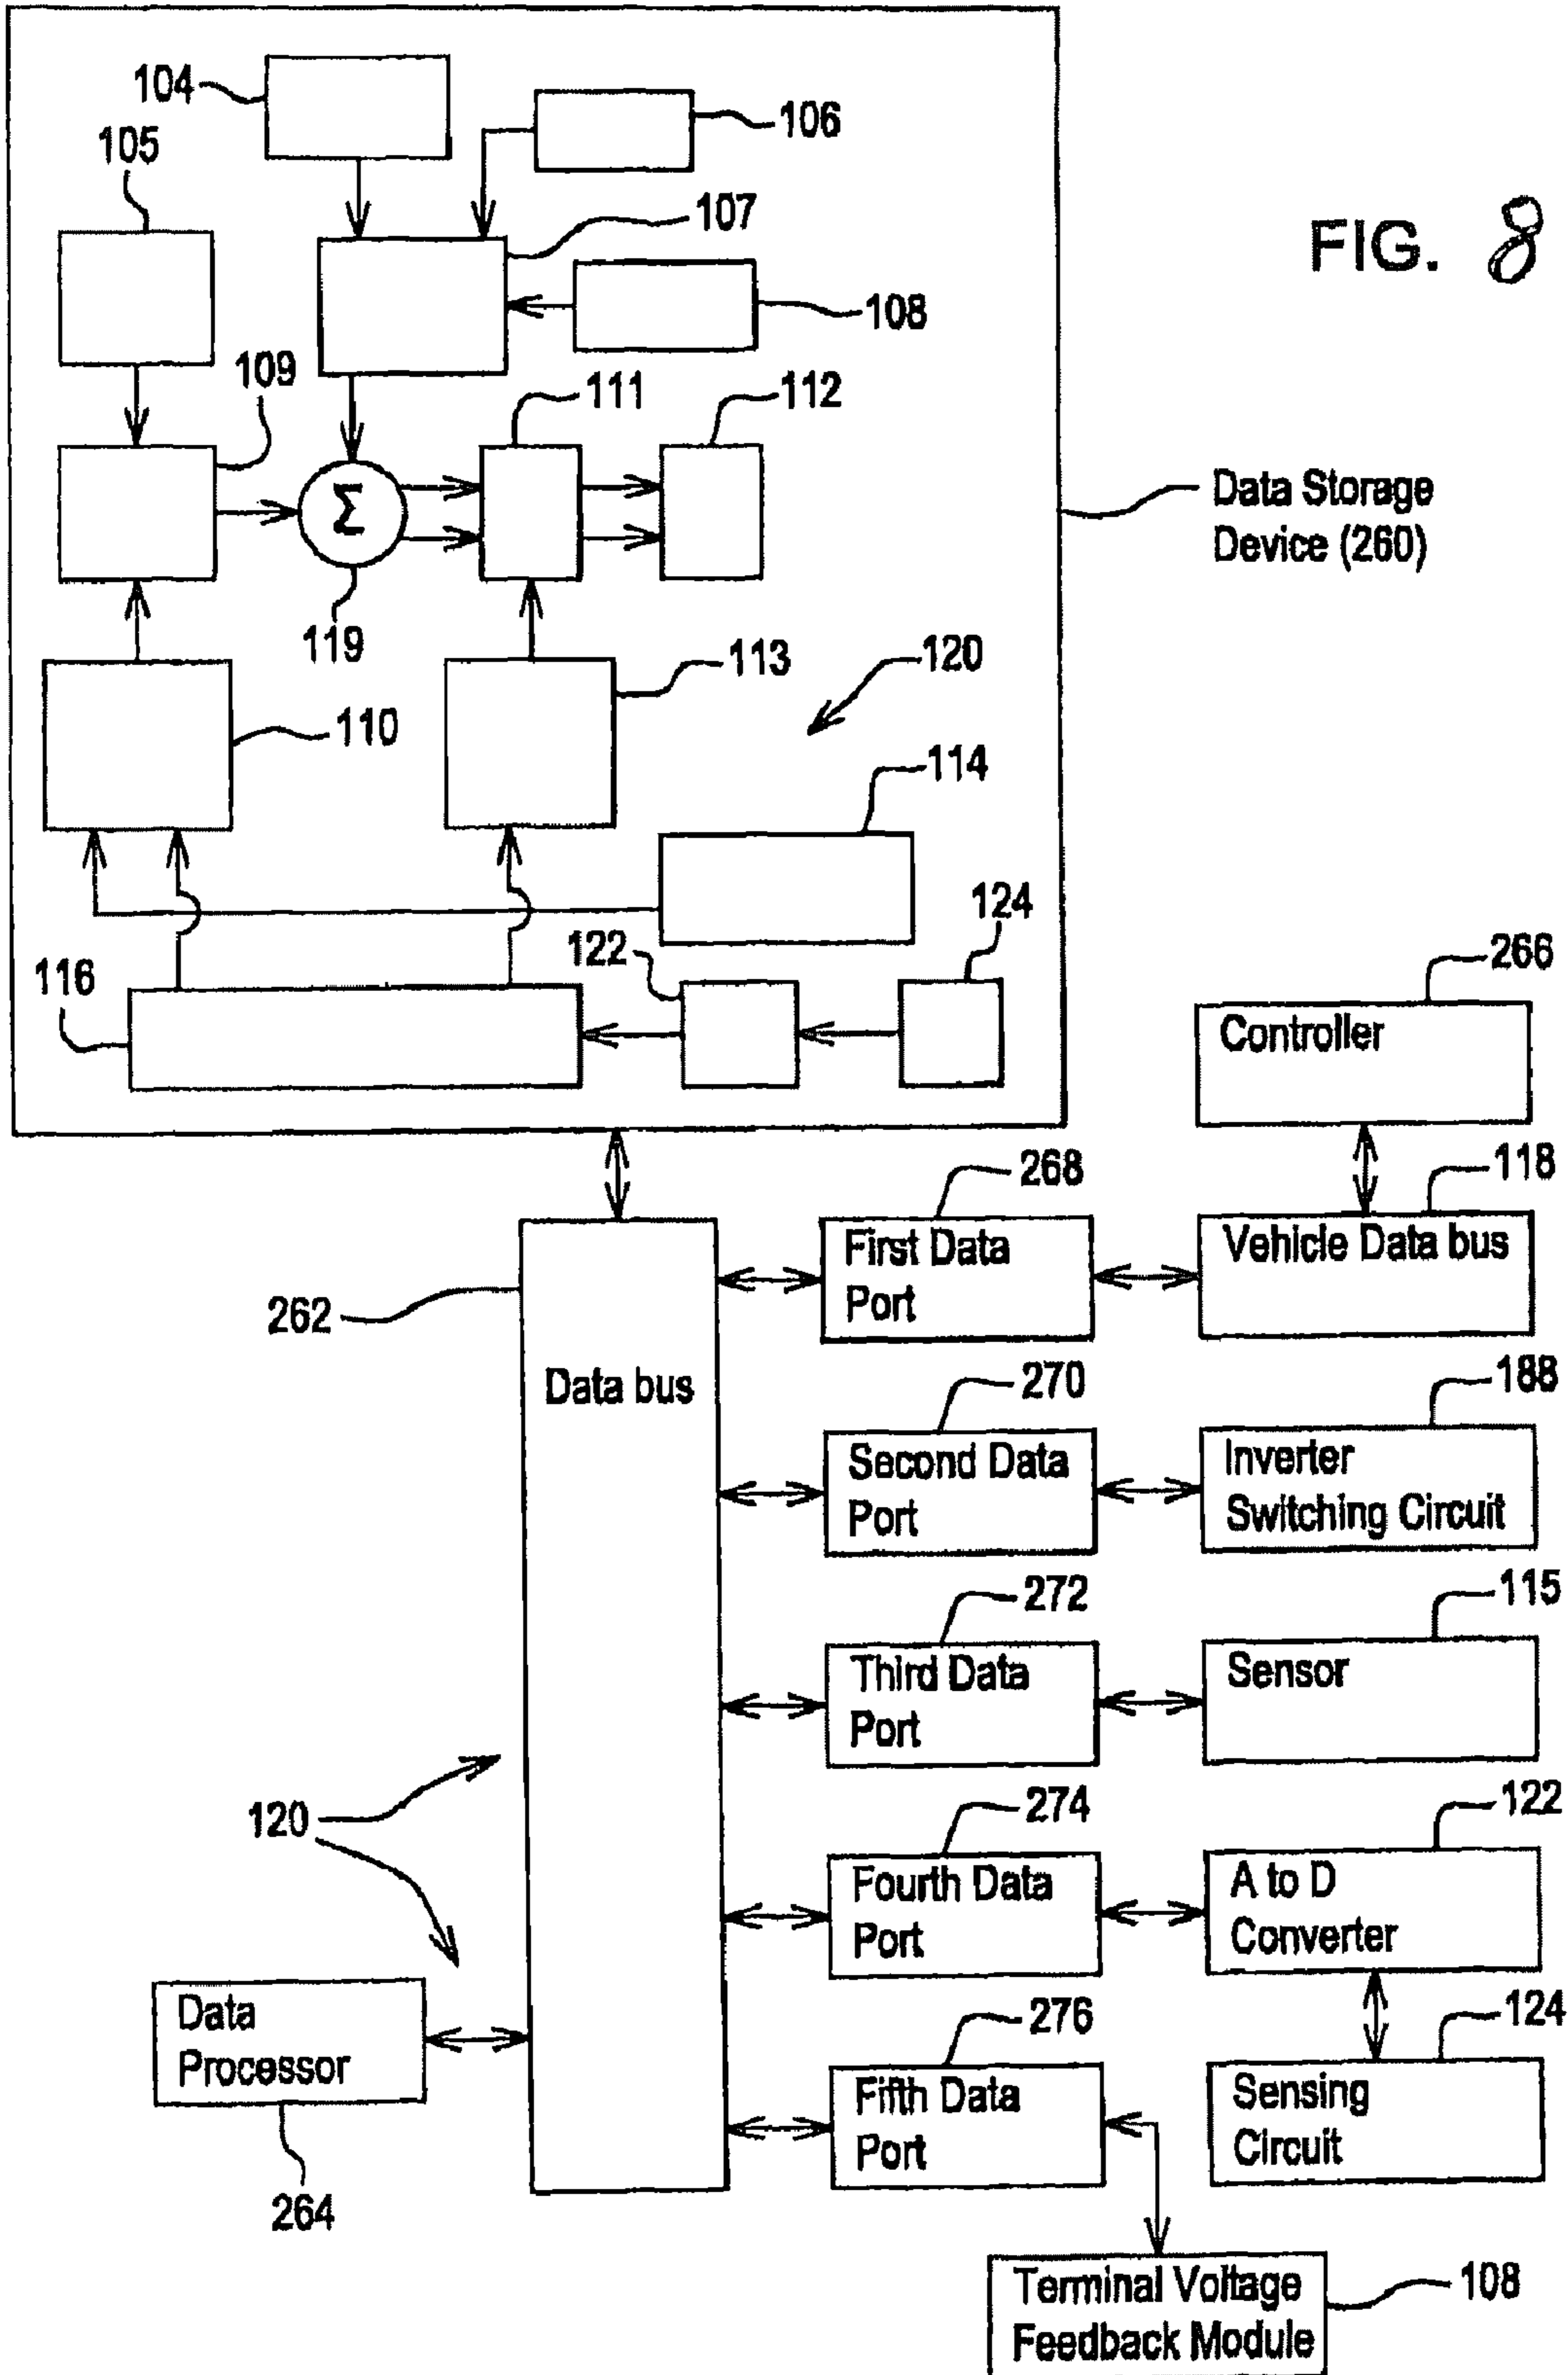 104
106
105
107
FIG. 8
108
109
111
112
Σ
Data Storage
Device (260)
119
113
120
110
114
124
122
116
266
Controller
268
118
First Data
Port
Vehicle Data bus
262
Data bus
270
188
Second Data
Port
Inverter
Switching Circuit
272
115
Third Data
Port
Sensor
120
274
122
Fourth Data
Port
A to D
Converter
Data
Processor
276
124
Fifth Data
Port
Sensing
Circuit
264
Terminal Voltage
Feedback Module
108